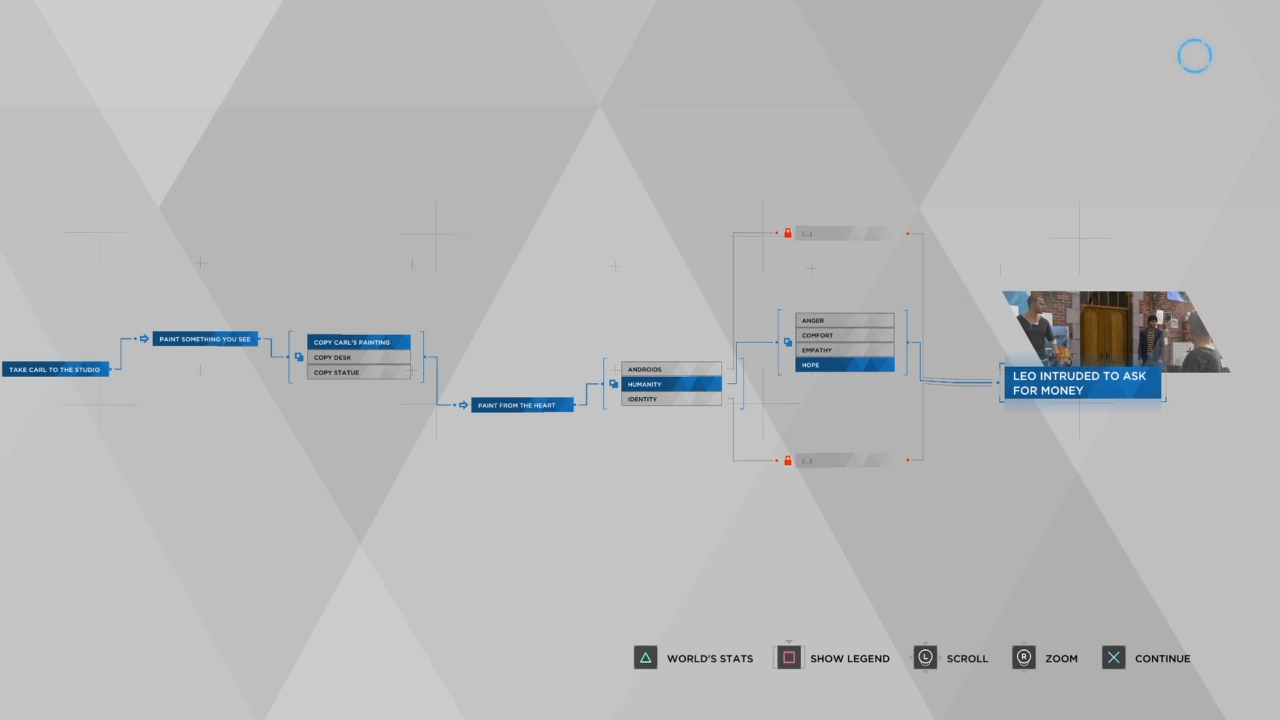 TAKE CARL TO THE STUDIO
PAINT SOMETHING YOU SEE
COPY CARL'S PAINTING
COPY DESK
COPY STATUE
PAINT FROM THE HEART
ANDROIDS
HUMANITY
IDENTITY
[...]
ANGER
COMFORT
EMPATHY
HOPE
[...]
LEO INTRUDED TO ASK
FOR MONEY
WORLD'S STATS
SHOW LEGEND
L
SCROLL
R
ZOOM
CONTINUE